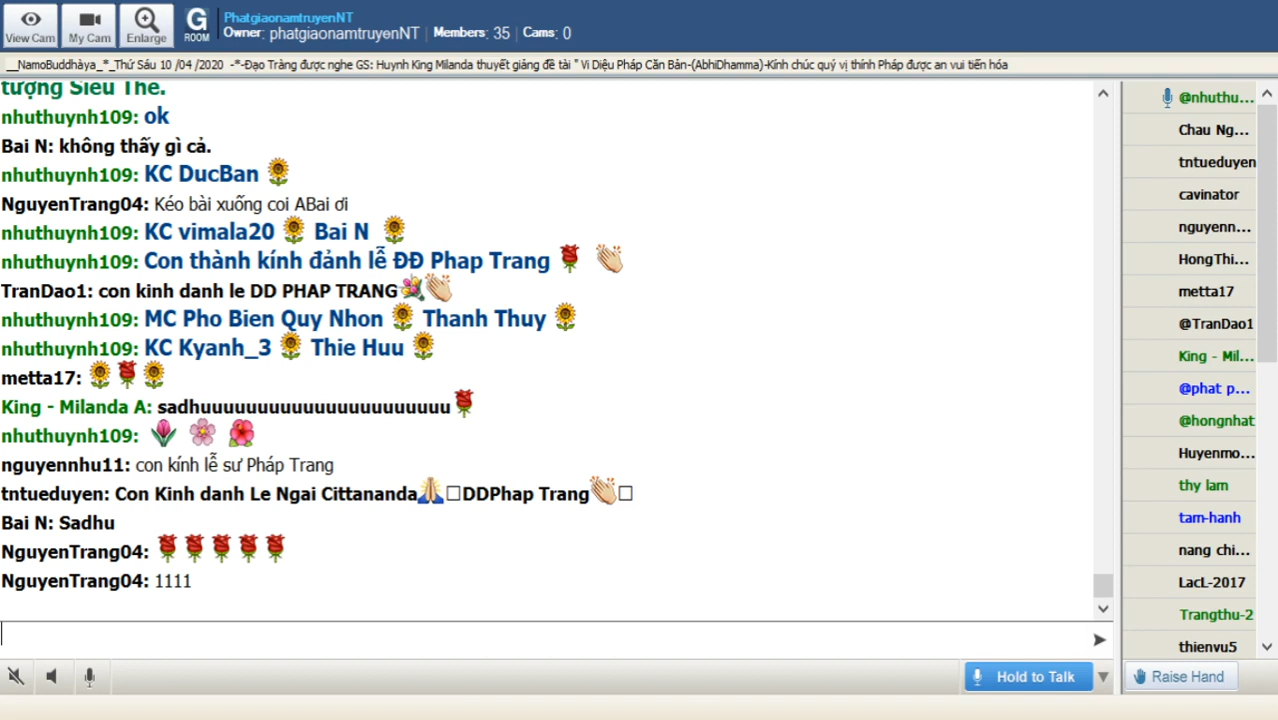 View Cam
My Cam
Enlarge
G
ROOM
PhatgiaonamtruyenNT
Owner: phatgiaonamtruyenNT | Members: 35 | Cams: 0
__NamoBuddhàya_*_Thứ Sáu 10 /04 /2020 -*-Đạo Tràng được nghe GS: Huynh King Milanda thuyết giảng đề tài " Vi Diệu Pháp Căn Bản-(AbhiDhamma)-Kính chúc quý vị thính Pháp được an vui tiến hóa
tượng Siêu Thế.
nhuthuynh109: ok
Bai N: không thấy gì cả.
nhuthuynh109: KC DucBan
NguyenTrang04: Kéo bài xuống coi ABai ơi
nhuthuynh109: KC vimala20 Bai N
nhuthuynh109: Con thành kính đảnh lễ ĐĐ Phap Trang
TranDao1: con kinh danh le DD PHAP TRANG
nhuthuynh109: MC Pho Bien Quy Nhon Thanh Thuy
nhuthuynh109: KC Kyanh_3 Thie Huu
metta17:
King - Milanda A: sadhuuuuuuuuuuuuuuuuuuuuuu
nhuthuynh109:
nguyennhu11: con kính lễ sư Pháp Trang
tntueduyen: Con Kinh danh Le Ngai Cittananda DDPhap Trang
Bai N: Sadhu
NguyenTrang04:
NguyenTrang04: 1111
@nhuthu...
Chau Ng...
tntueduyen
cavinator
nguyenn...
HongThi...
metta17
@TranDao1
King - Mil...
@phat p...
@hongnhat
Huyenmo...
thy lam
tam-hanh
nang chi...
LacL-2017
Trangthu-2
thienvu5
Hold to Talk
Raise Hand